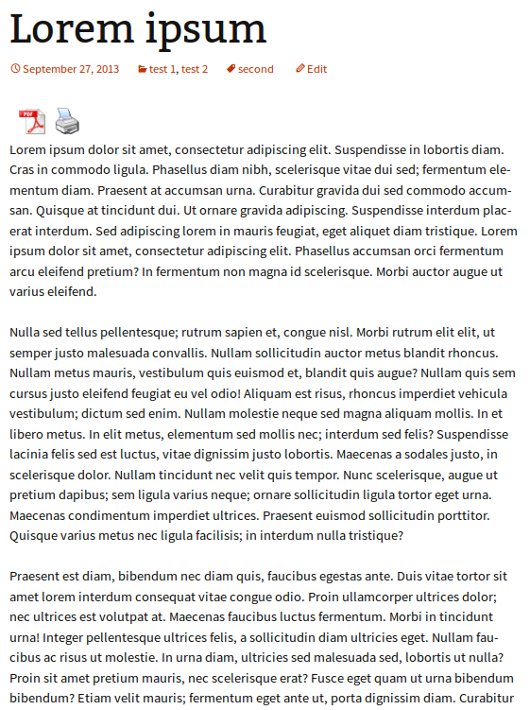 Lorem ipsum
September 27, 2013 test 1, test 2 second Edit
PDF
Lorem ipsum dolor sit amet, consectetur adipiscing elit. Suspendisse in lobortis diam.
Cras in commodo ligula. Phasellus diam nibh, scelerisque vitae dui sed; fermentum ele-
mentum diam. Praesent at accumsan urna. Curabitur gravida dui sed commodo accum-
san. Quisque at tincidunt dui. Ut ornare gravida adipiscing. Suspendisse interdum plac-
erat interdum. Sed adipiscing lorem in mauris feugiat, eget aliquet diam tristique. Lorem
ipsum dolor sit amet, consectetur adipiscing elit. Phasellus accumsan orci fermentum
arcu eleifend pretium? In fermentum non magna id scelerisque. Morbi auctor augue ut
varius eleifend.
Nulla sed tellus pellentesque; rutrum sapien et, congue nisl. Morbi rutrum elit elit, ut
semper justo malesuada convallis. Nullam sollicitudin auctor metus blandit rhoncus.
Nullam metus mauris, vestibulum quis euismod et, blandit quis augue? Nullam quis sem
cursus justo eleifend feugiat eu vel odio! Aliquam est risus, rhoncus imperdiet vehicula
vestibulum; dictum sed enim. Nullam molestie neque sed magna aliquam mollis. In et
libero metus. In elit metus, elementum sed mollis nec; interdum sed felis? Suspendisse
lacinia felis sed est luctus, vitae dignissim justo lobortis. Maecenas a sodales justo, in
scelerisque dolor. Nullam tincidunt nec velit quis tempor. Nunc scelerisque, augue ut
pretium dapibus; sem ligula varius neque; ornare sollicitudin ligula tortor eget urna.
Maecenas condimentum imperdiet ultrices. Praesent euismod sollicitudin porttitor.
Quisque varius metus nec ligula facilisis; in interdum nulla tristique?
Praesent est diam, bibendum nec diam quis, faucibus egestas ante. Duis vitae tortor sit
amet lorem interdum consequat vitae congue odio. Proin ullamcorper ultrices dolor;
nec ultrices est volutpat at. Maecenas faucibus luctus fermentum. Morbi in tincidunt
urna! Integer pellentesque ultrices felis, a sollicitudin diam ultricies eget. Nullam fau-
cibus ac risus ut molestie. In urna diam, ultricies sed malesuada sed, lobortis ut nulla?
Proin sit amet pretium mauris, nec scelerisque erat? Fusce eget quam ut urna bibendum
bibendum? Etiam velit mauris; fermentum eget ante ut, porta dignissim diam. Curabitur